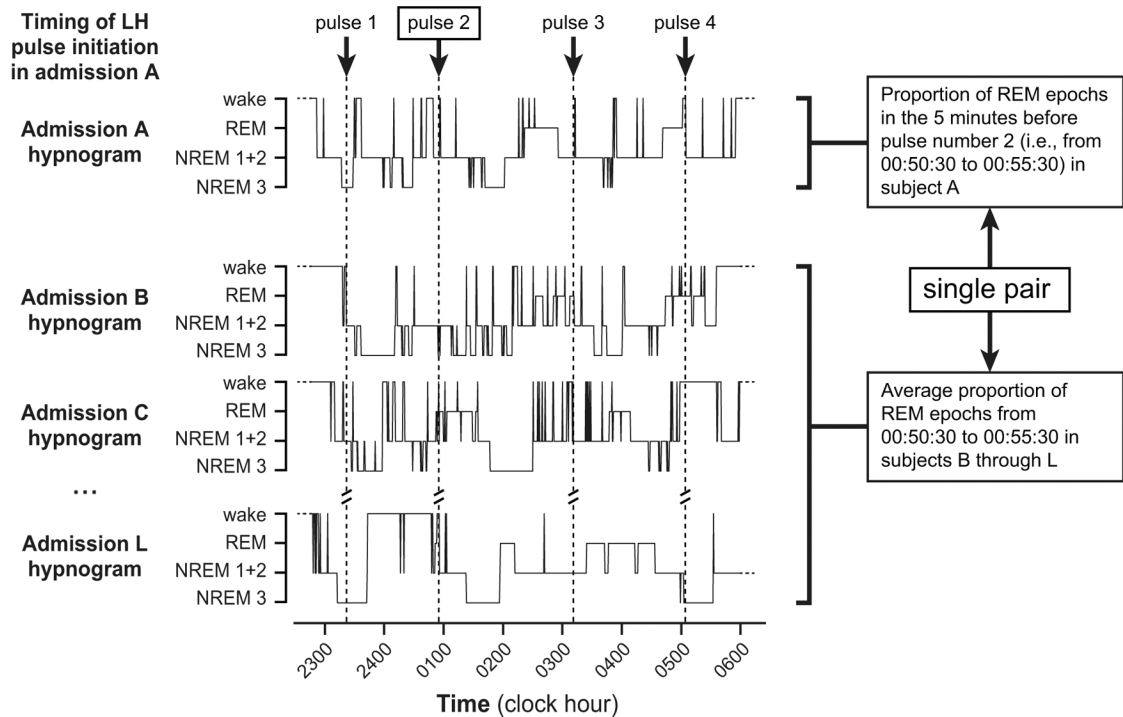 Timing of LH
pulse initiation
in admission A
pulse 1
pulse 2
pulse 3
pulse 4
Admission A
hypnogram
wake
REM
NREM 1+2
NREM 3
Proportion of REM epochs
in the 5 minutes before
pulse number 2 (i.e., from
00:50:30 to 00:55:30) in
subject A
Admission B
hypnogram
wake
REM
NREM 1+2
NREM 3
single pair
Admission C
hypnogram
wake
REM
NREM 1+2
NREM 3
Average proportion of
REM epochs from
00:50:30 to 00:55:30 in
subjects B through L
...
Admission L
hypnogram
wake
REM
NREM 1+2
NREM 3
2300
2400
0100
0200
0300
0400
0500
0600
Time (clock hour)